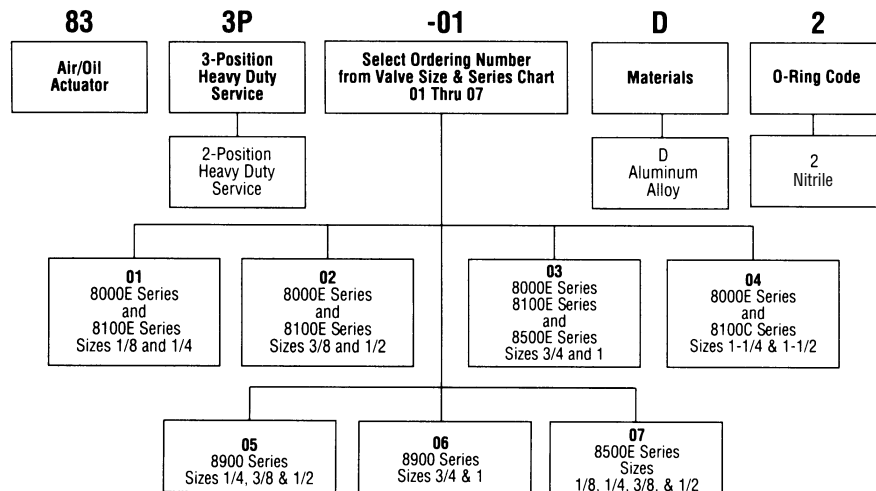 83 3P -01 D 2
Air/Oil
Actuator
3-Position
Heavy Duty
Service
Select Ordering Number
from Valve Size & Series Chart
01 Thru 07
Materials
O-Ring Code
2-Position
Heavy Duty
Service
D
Aluminum
Alloy
2
Nitrile
01
8000E Series
and
8100E Series
Sizes 1/8 and 1/4
02
8000E Series
and
8100E Series
Sizes 3/8 and 1/2
03
8000E Series
8100E Series
and
8500E Series
Sizes 3/4 and 1
04
8000E Series
and
8100C Series
Sizes 1-1/4 & 1-1/2
05
8900 Series
Sizes 1/4, 3/8 & 1/2
06
8900 Series
Sizes 3/4 & 1
07
8500E Series
Sizes
1/8, 1/4, 3/8, & 1/2